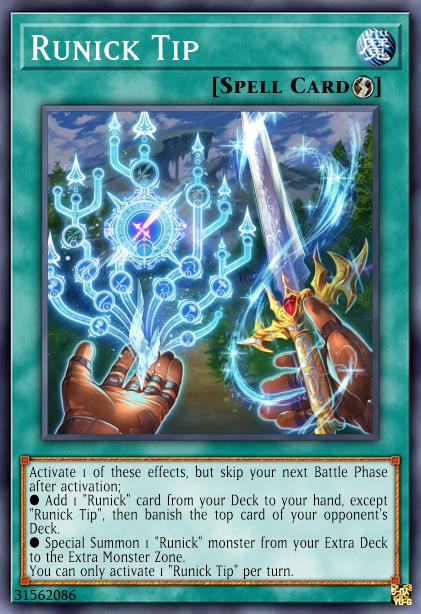 RUNICK TIP
魔
[SPELL CARD]
Activate 1 of these effects, but skip your next Battle Phase
after activation;
● Add 1 "Runick" card from your Deck to your hand, except
"Runick Tip", then banish the top card of your opponent's
Deck.
● Special Summon 1 "Runick" monster from your Extra Deck
to the Extra Monster Zone.
You can only activate 1 "Runick Tip" per turn.
31562086